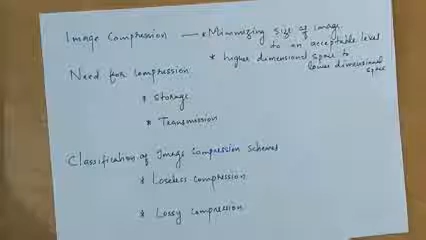 Image Compression — * Minimizing size of image
to an acceptable level
* higher dimensional space to
lower dimensional
space
Need for compression
* Storage
* Transmission
Classification of Image Compression Schemes
* Loseless compression
* Lossy compression